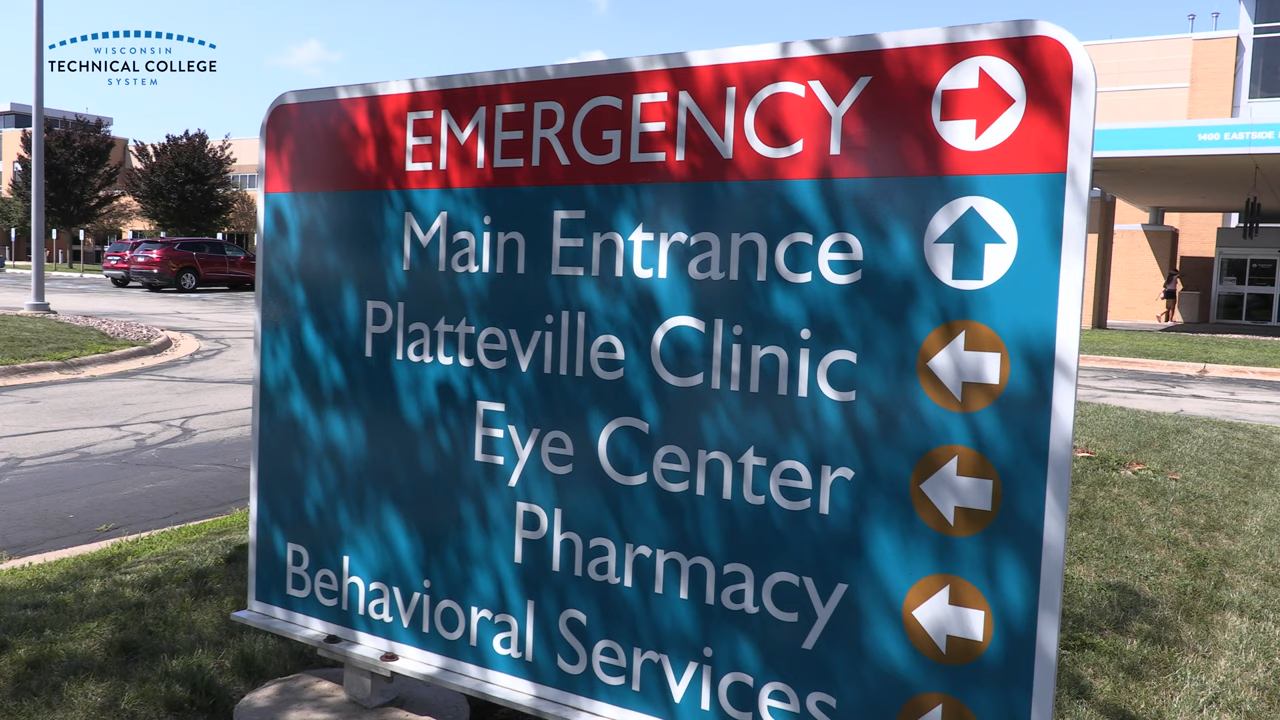 WISCONSIN
TECHNICAL COLLEGE
SYSTEM
EMERGENCY
Main Entrance
Platteville Clinic
Eye Center
Pharmacy
Behavioral Services
1400 EASTSIDE